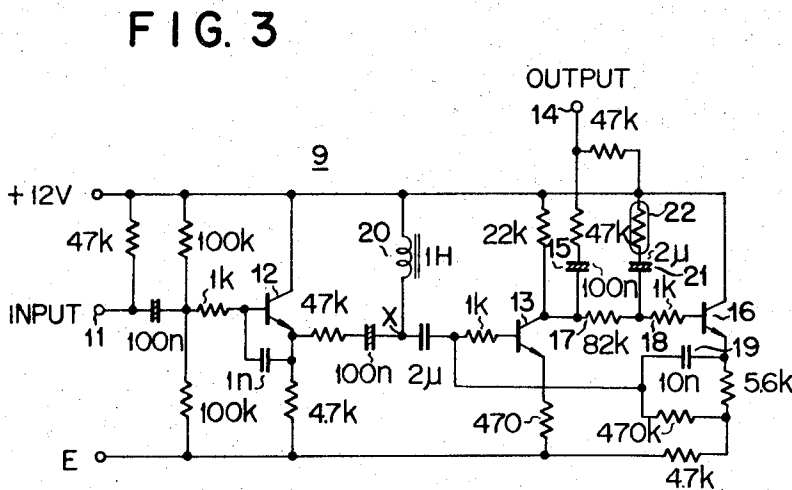 FIG. 3
OUTPUT
14
47k
9
+12V
47k
100k
20
1H
22k
15
47k
22
2μ
21
1k
12
1k
INPUT
11
100n
47k
X
1k
13
100n
17
82k
18
16
19
1n
100n
2μ
10n
5.6k
100k
4.7k
470
470k
E
4.7k